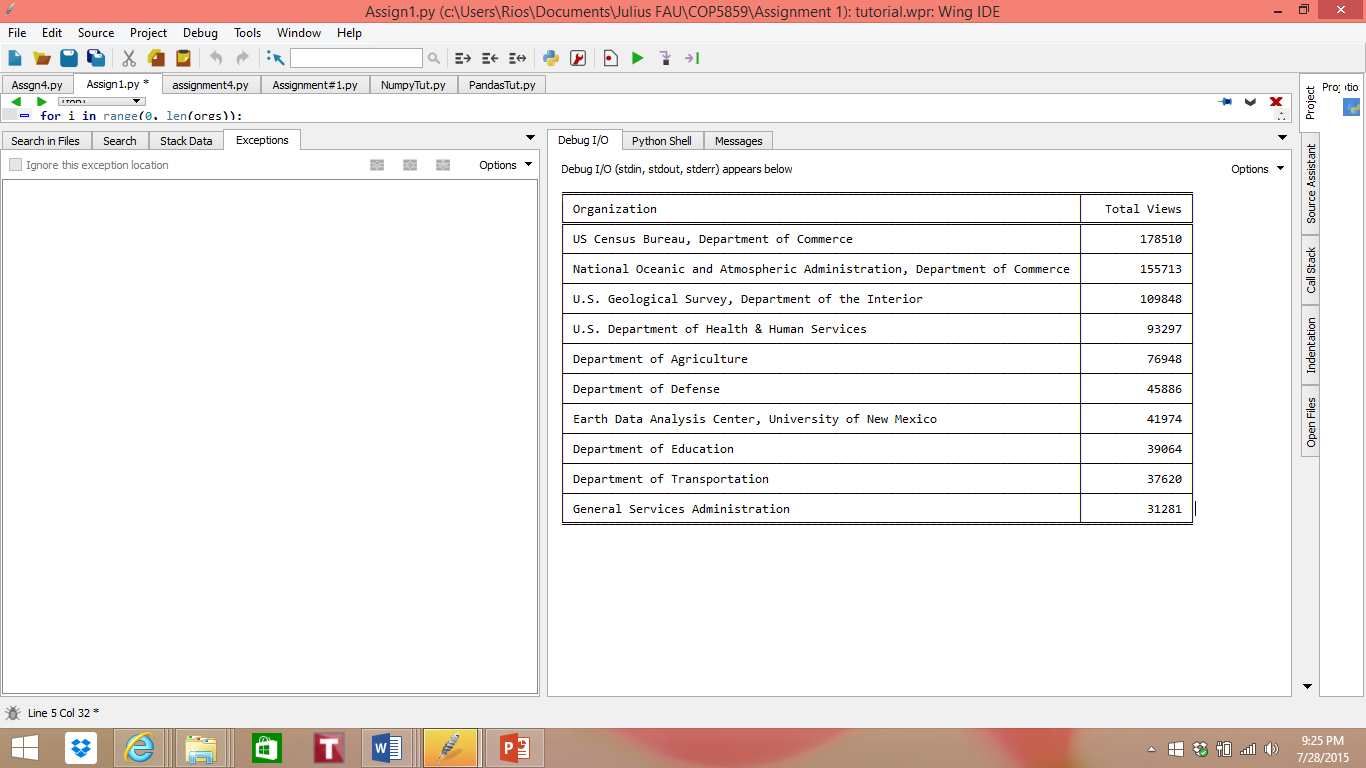 Assign1.py (c:\Users\Rios\Documents\Julius FAU\COP5859\Assignment 1): tutorial.wpr: Wing IDE
File Edit Source Project Debug Tools Window Help
Assgn4.py Assign1.py * assignment4.py Assignment#1.py NumpyTut.py PandasTut.py
for i in range(0, len(orgs)):
Search in Files Search Stack Data Exceptions
Ignore this exception location Options
Debug I/O Python Shell Messages
Debug I/O (stdin, stdout, stderr) appears below Options
Organization Total Views
US Census Bureau, Department of Commerce 178510
National Oceanic and Atmospheric Administration, Department of Commerce 155713
U.S. Geological Survey, Department of the Interior 109848
U.S. Department of Health & Human Services 93297
Department of Agriculture 76948
Department of Defense 45886
Earth Data Analysis Center, University of New Mexico 41974
Department of Education 39064
Department of Transportation 37620
General Services Administration 31281
Project
Source Assistant
Call Stack
Indentation
Open Files
Line 5 Col 32 *
9:25 PM
7/28/2015